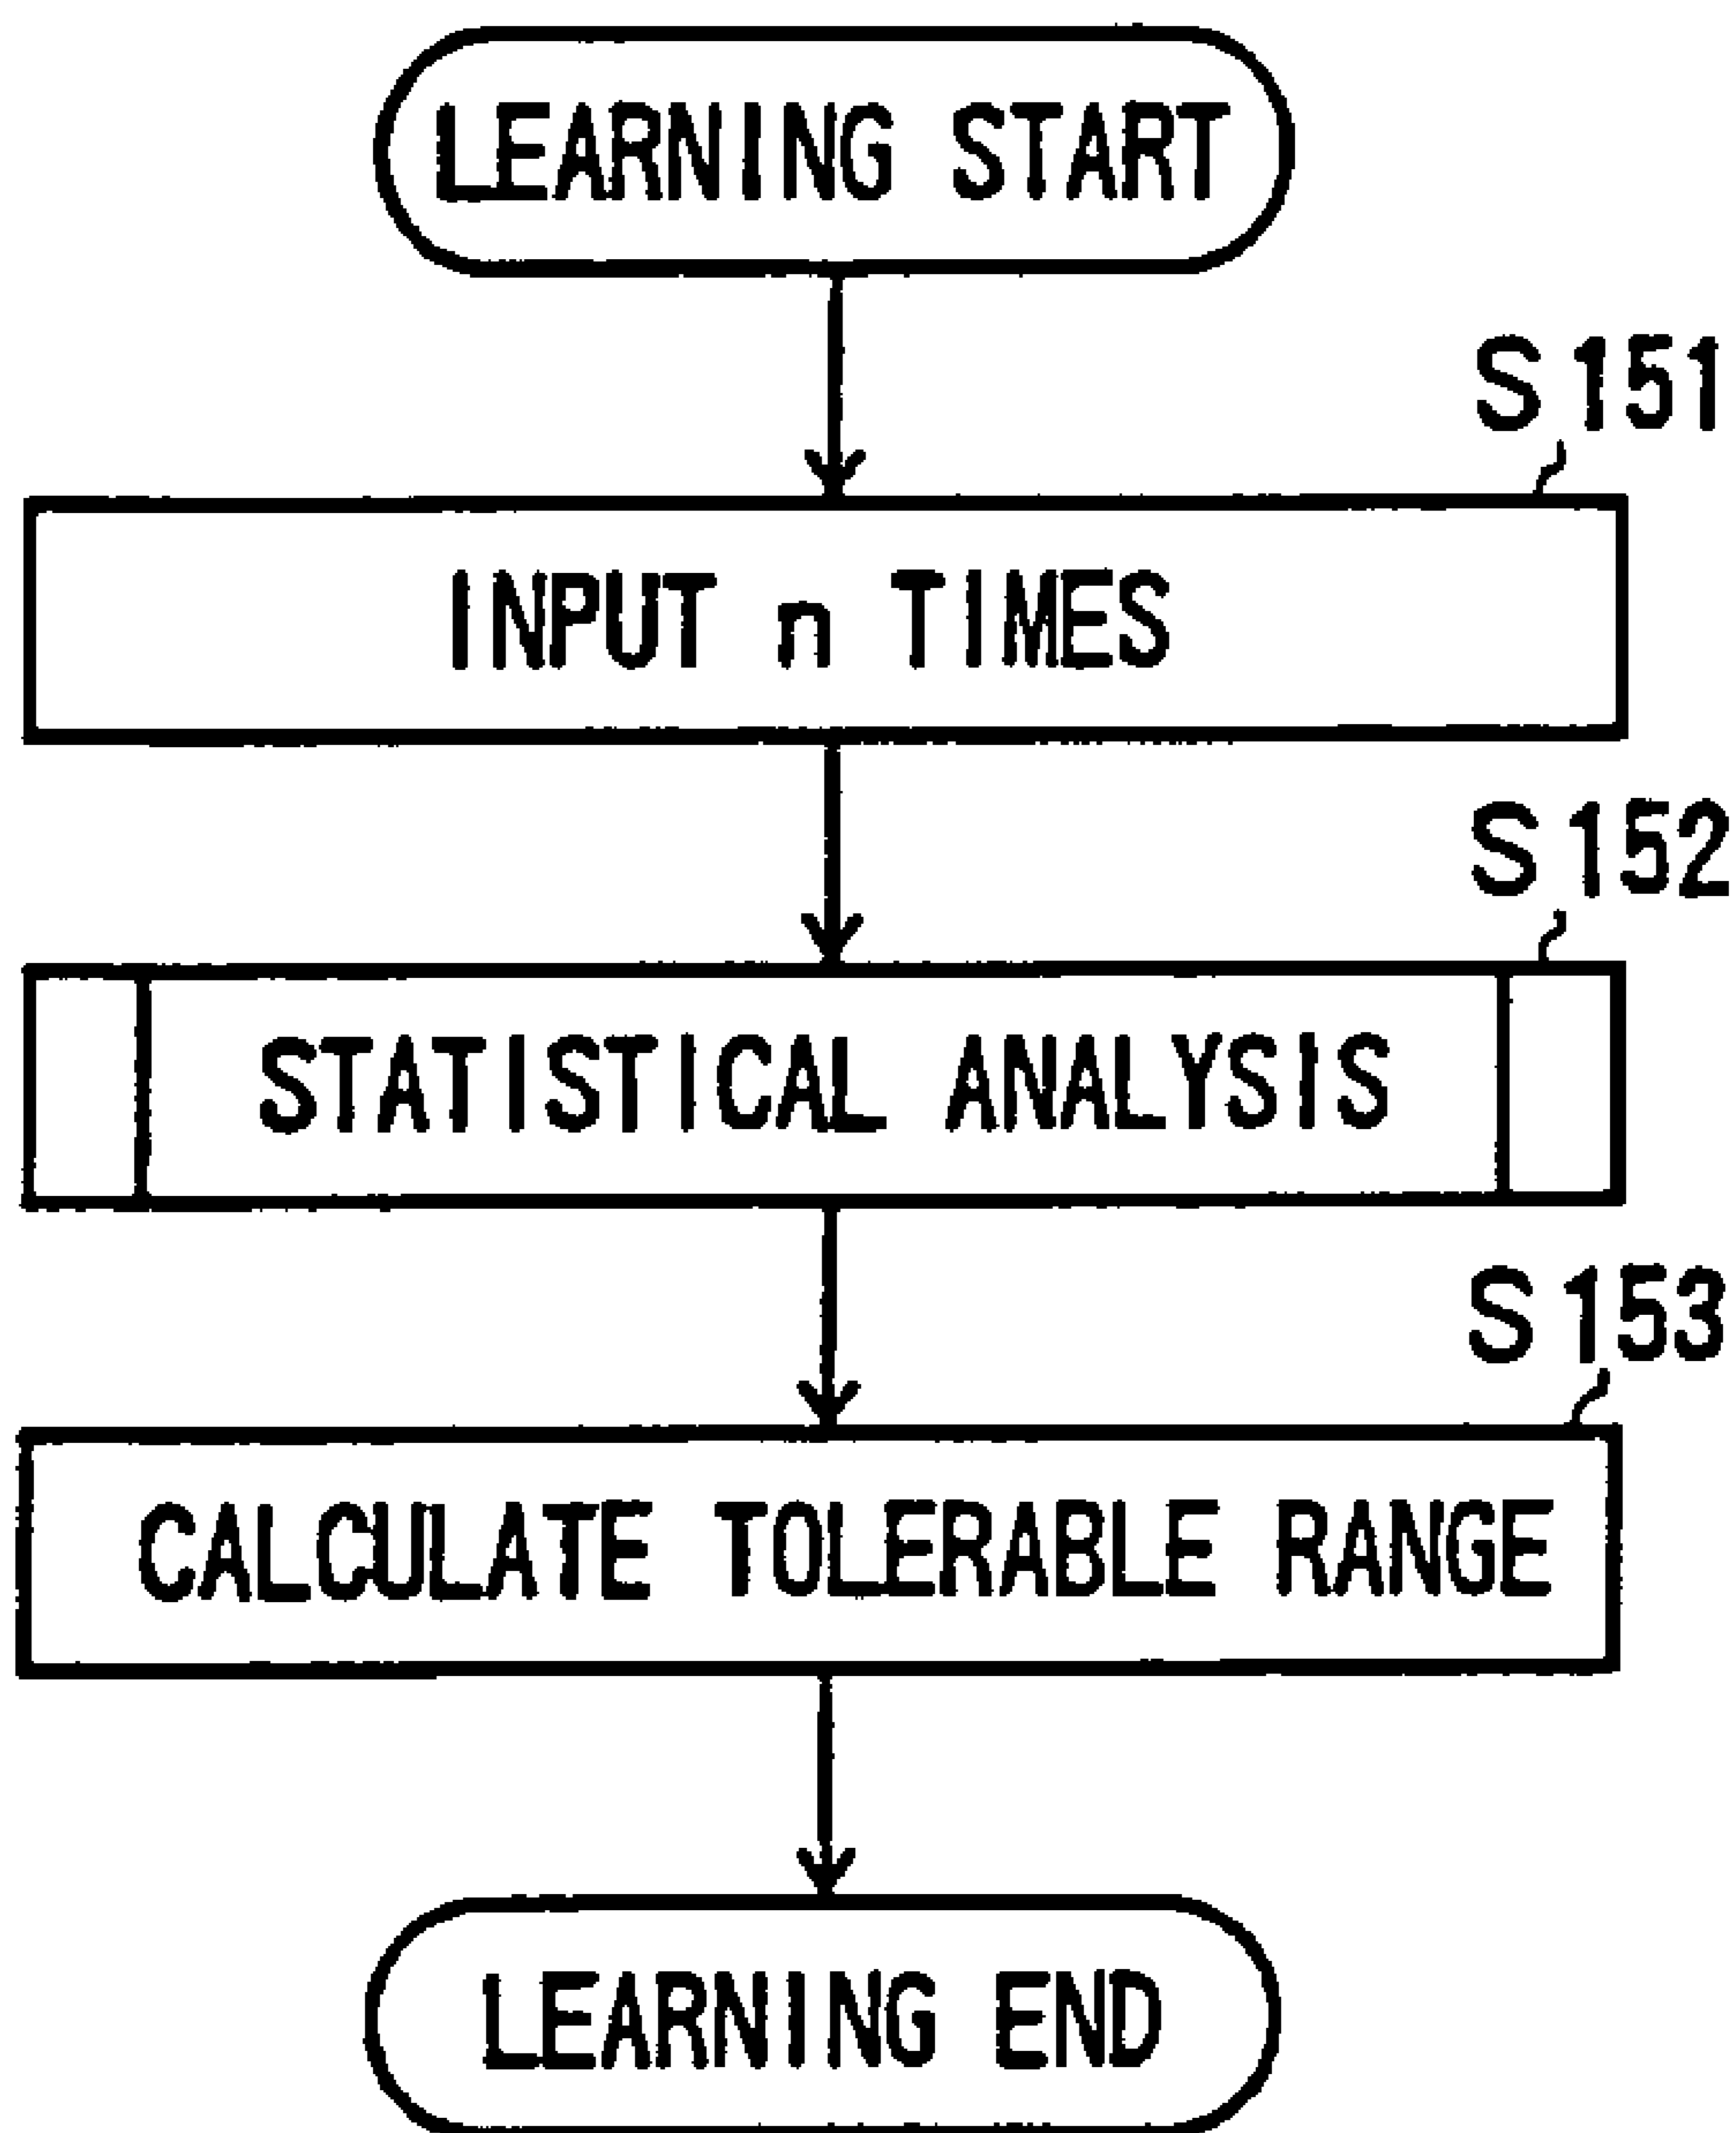 LEARNING START
S151
INPUT n TIMES
S152
STATISTICAL ANALYSIS
S153
CALCULATE TOLERABLE RANGE
LEARNING END